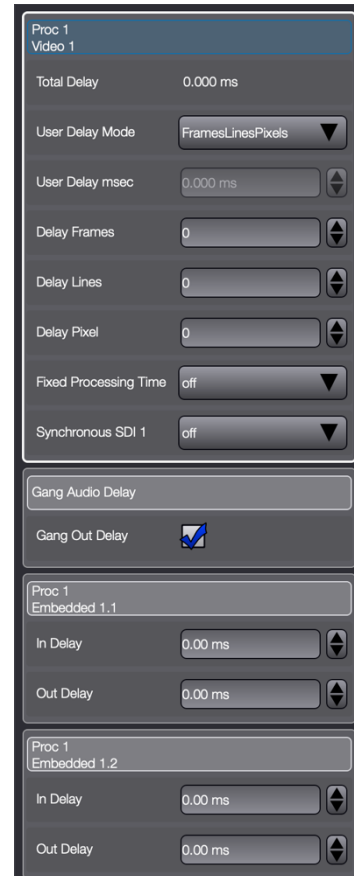 Proc 1
Video 1
Total Delay 0.000 ms
User Delay Mode FramesLinesPixels
User Delay msec 0.000 ms
Delay Frames 0
Delay Lines 0
Delay Pixel 0
Fixed Processing Time off
Synchronous SDI 1 off
Gang Audio Delay
Gang Out Delay
Proc 1
Embedded 1.1
In Delay 0.00 ms
Out Delay 0.00 ms
Proc 1
Embedded 1.2
In Delay 0.00 ms
Out Delay 0.00 ms